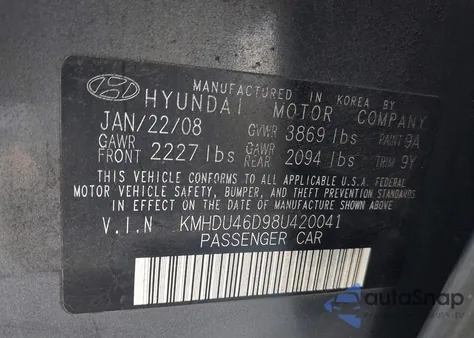 MANUFACTURED IN KOREA BY
HYUNDAI MOTOR COMPANY
JAN/22/08 GVWR 3869 lbs PAINT 9A
GAWR FRONT 2227 lbs GAWR REAR 2094 lbs TRIM 9Y
THIS VEHICLE CONFORMS TO ALL APPLICABLE U.S.A. FEDERAL
MOTOR VEHICLE SAFETY, BUMPER, AND THEFT PREVENTION STANDARDS
IN EFFECT ON THE DATE OF MANUFACTURE SHOWN ABOVE.
V.I.N KMHDU46D98U420041
PASSENGER CAR
autoSnap